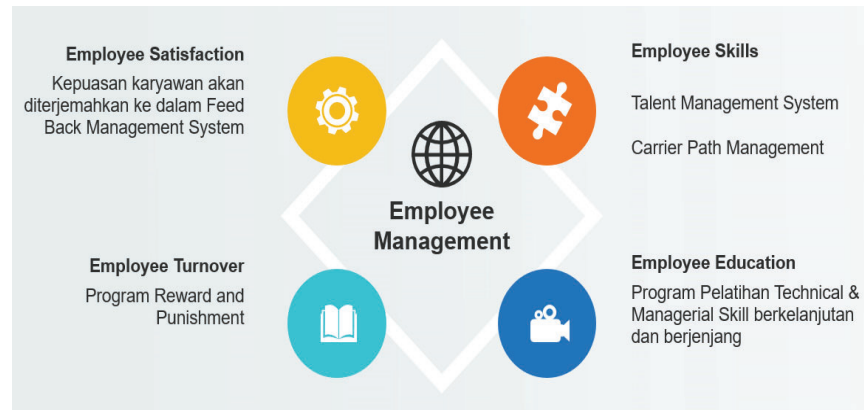 Employee Satisfaction
Kepuasan karyawan akan
diterjemahkan ke dalam Feed
Back Management System
Employee Skills
Talent Management System
Carrier Path Management
Employee
Management
Employee Turnover
Program Reward and
Punishment
Employee Education
Program Pelatihan Technical &
Managerial Skill berkelanjutan
dan berjenjang